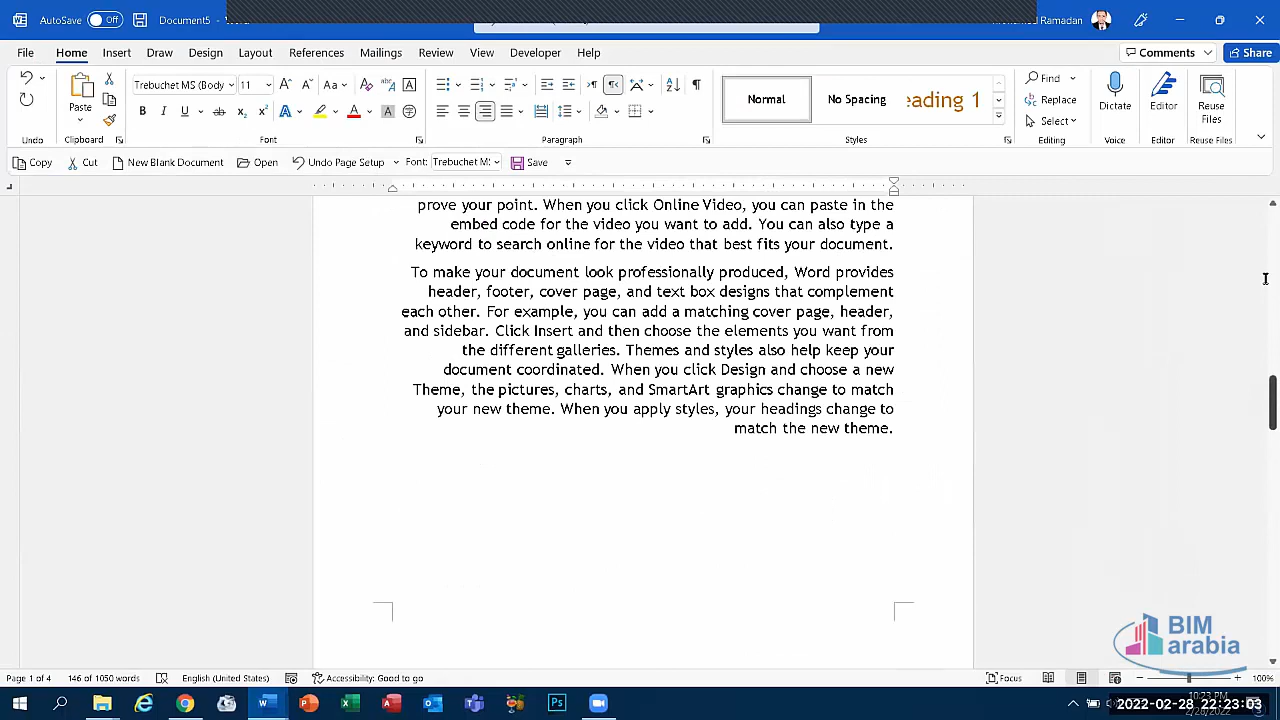 AutoSave
Off
Document5
Ramadan
File
Home
Insert
Draw
Design
Layout
References
Mailings
Review
View
Developer
Help
Comments
Share
Paste
Trebuchet MS (Body
11
Normal
No Spacing
eading 1
Find
Replace
Select
Dictate
Editor
Reuse
Files
Undo
Clipboard
Font
Paragraph
Styles
Editing
Voice
Editor
Reuse Files
Copy
Cut
New Blank Document
Open
Undo Page Setup
Font:
Trebuchet M
Save
prove your point. When you click Online Video, you can paste in the
embed code for the video you want to add. You can also type a
keyword to search online for the video that best fits your document.
To make your document look professionally produced, Word provides
header, footer, cover page, and text box designs that complement
each other. For example, you can add a matching cover page, header,
and sidebar. Click Insert and then choose the elements you want from
the different galleries. Themes and styles also help keep your
document coordinated. When you click Design and choose a new
Theme, the pictures, charts, and SmartArt graphics change to match
your new theme. When you apply styles, your headings change to
match the new theme.
BIM
arabia
Page 1 of 4
146 of 1050 words
English (United States)
Accessibility: Good to go
Focus
100%
10:23 PM
2022-02-28 22:23:03
2/28/2022